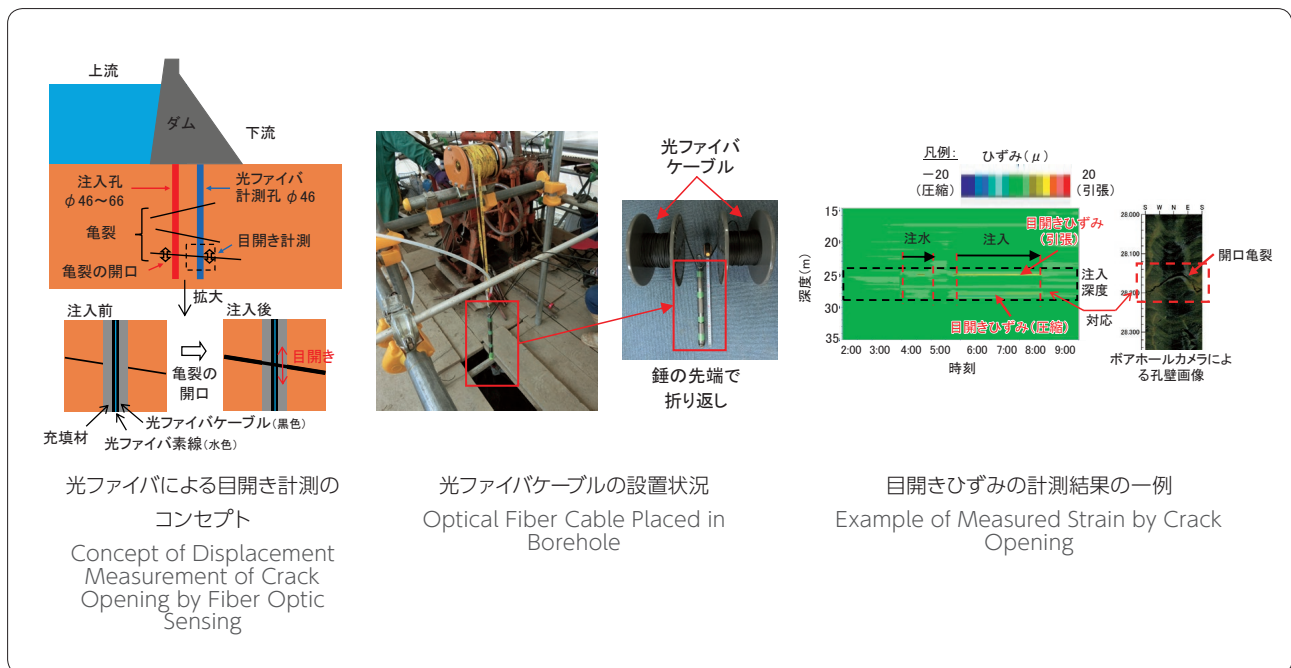 上流
ダム
下流
注入孔
φ46~66
光ファイバ
計測孔 φ46
亀裂
目開き計測
亀裂の開口
拡大
注入前
注入後
目開き
亀裂の
開口
充填材
光ファイバケーブル(黒色)
光ファイバ素線(水色)
光ファイバによる目開き計測の
コンセプト
Concept of Displacement
Measurement of Crack
Opening by Fiber Optic
Sensing
光ファイバ
ケーブル
錘の先端で
折り返し
光ファイバケーブルの設置状況
Optical Fiber Cable Placed in
Borehole
凡例:
ひずみ(μ)
-20
(圧縮)
20
(引張)
深度(m)
15
20
25
30
35
注水
注入
目開きひずみ
(引張)
目開きひずみ(圧縮)
注入
深度
対応
2:00 3:00 4:00 5:00 6:00 7:00 8:00 9:00
時刻
S W N E S
28.000
28.100
28.300
開口亀裂
ボアホールカメラによ
る孔壁画像
目開きひずみの計測結果の一例
Example of Measured Strain by Crack
Opening